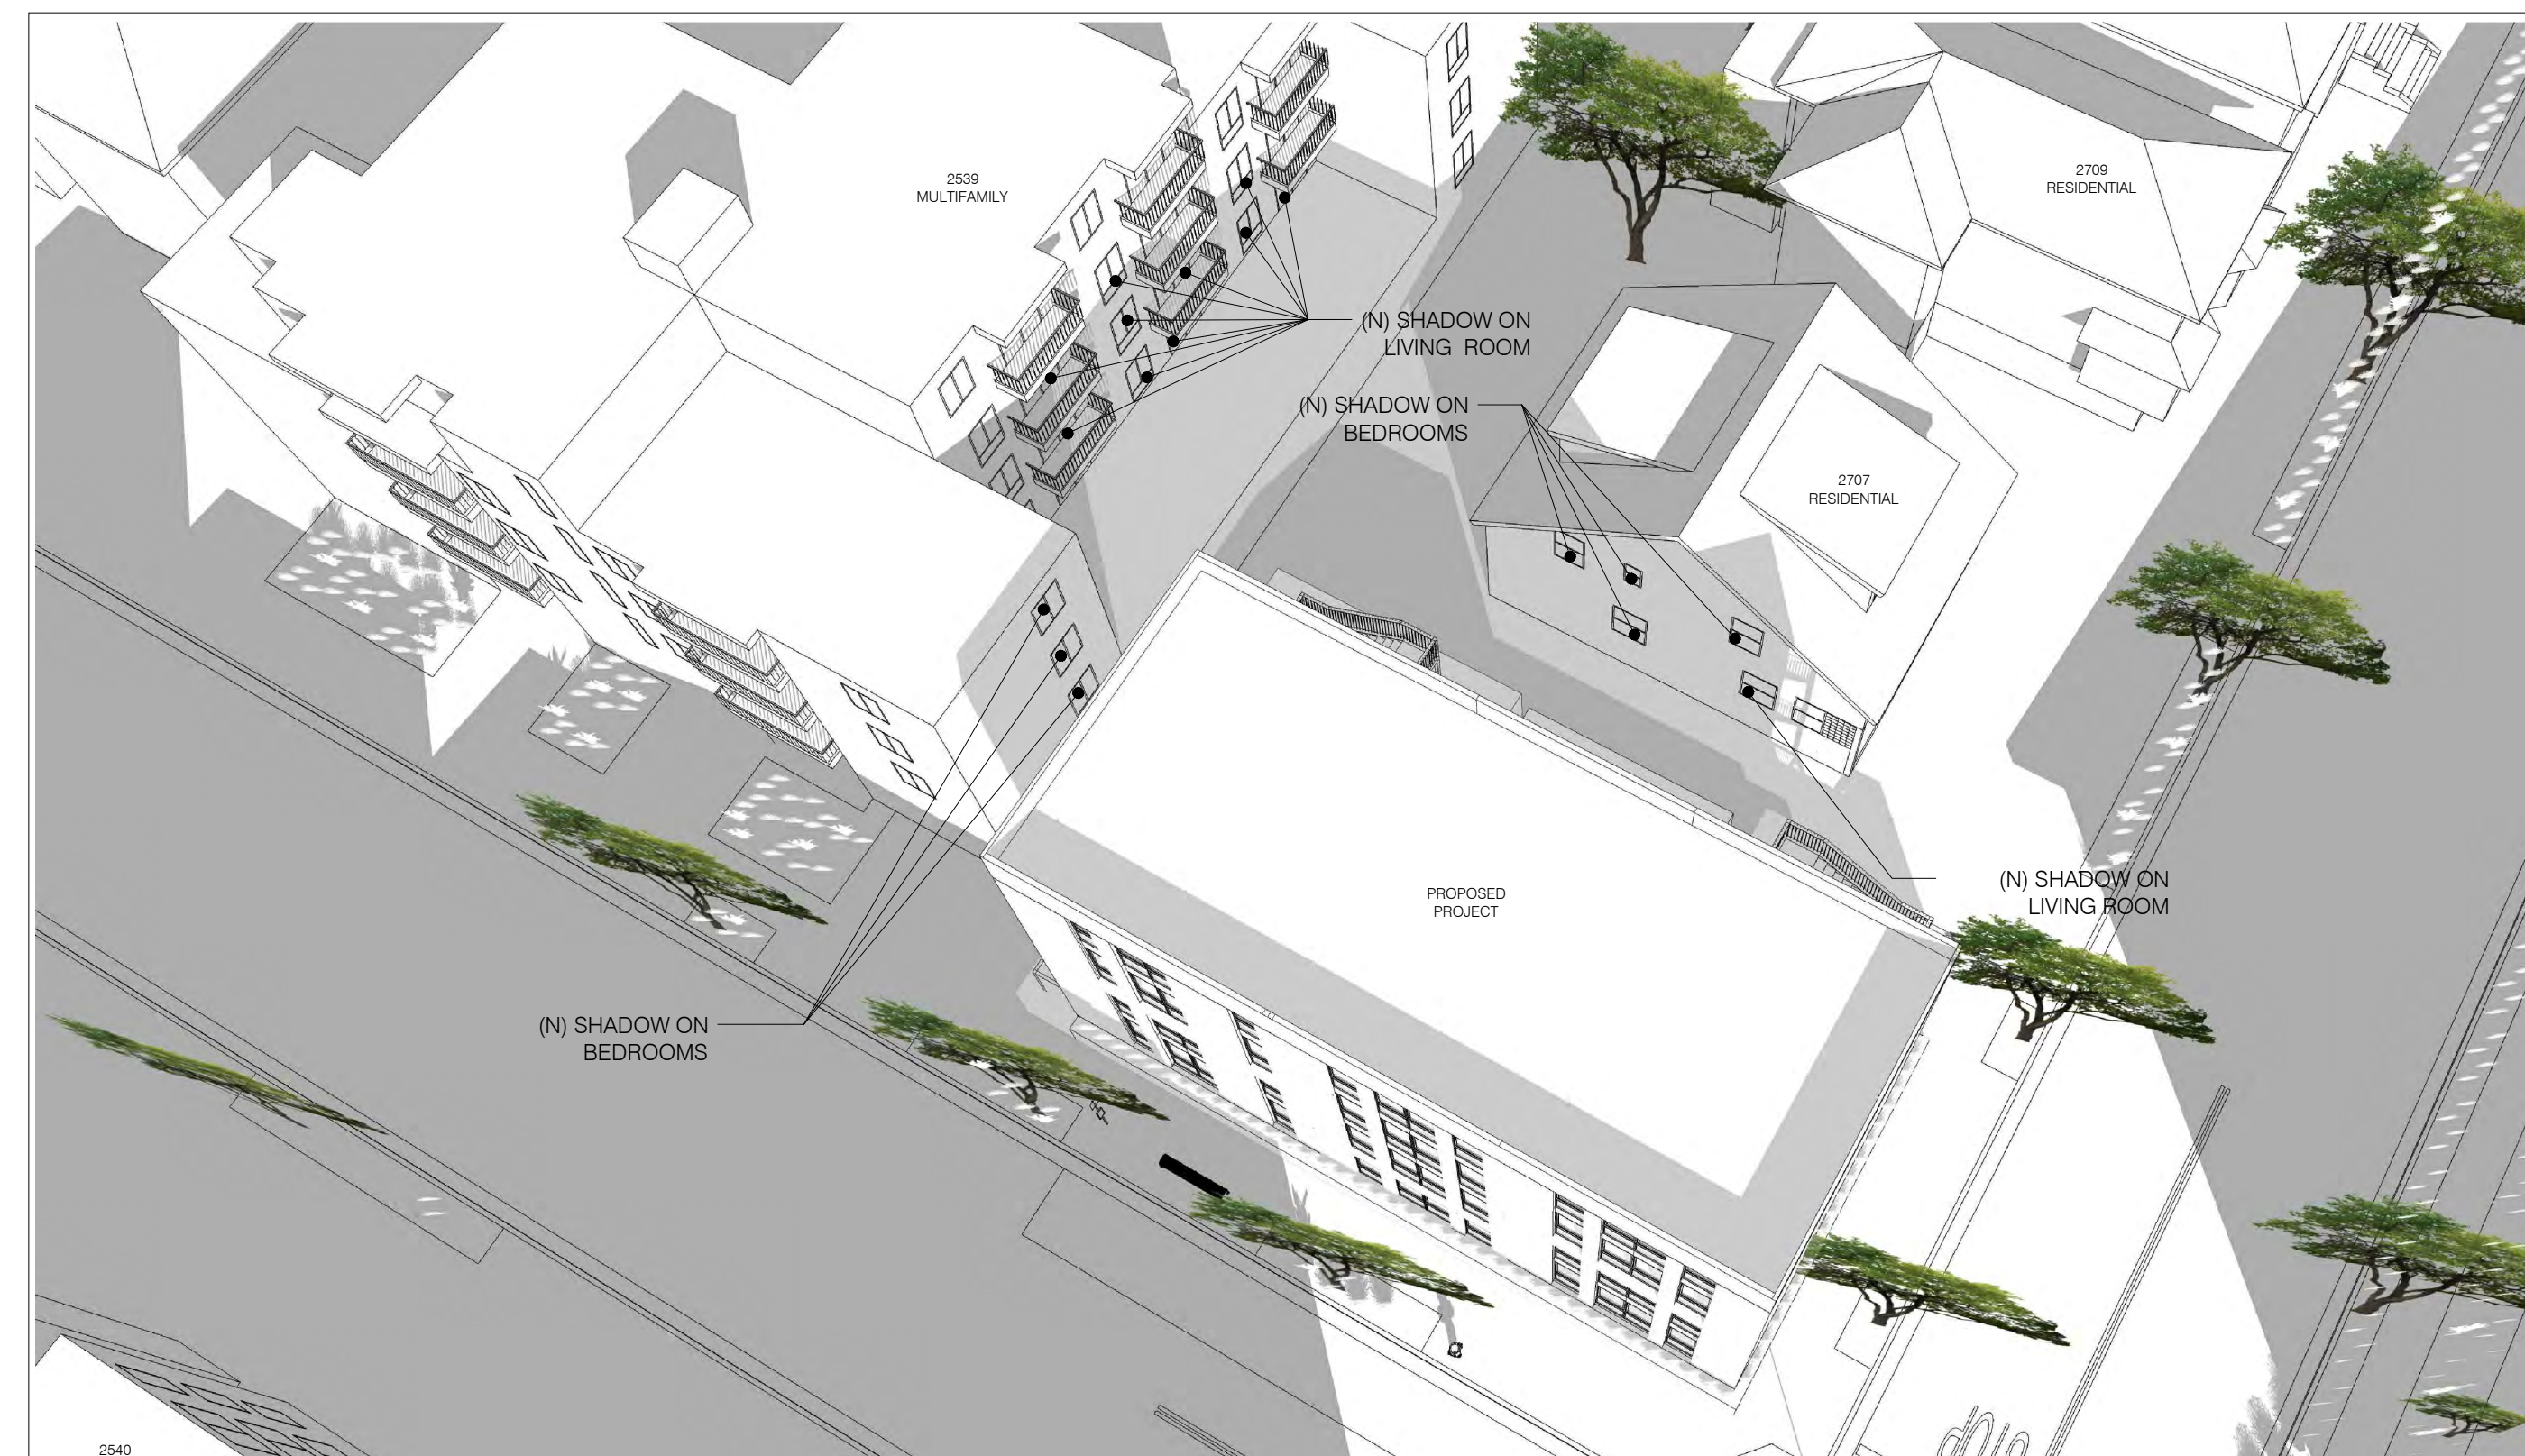 2539
MULTIFAMILY
2709
RESIDENTIAL
(N) SHADOW ON
LIVING ROOM
(N) SHADOW ON
BEDROOMS
2707
RESIDENTIAL
(N) SHADOW ON
LIVING ROOM
PROPOSED
PROJECT
(N) SHADOW ON
BEDROOMS
2540